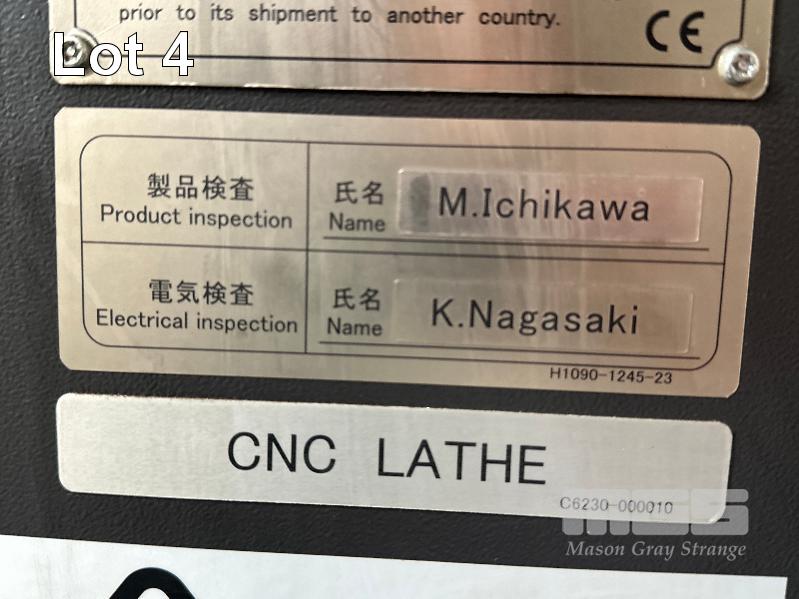 prior to its shipment to another country.
CE
Lot 4
製品検査
Product inspection
氏名
Name
M.Ichikawa
電気検査
Electrical inspection
氏名
Name
K.Nagasaki
H1090-1245-23
CNC LATHE
C6230-000010
MGS
Mason Gray Strange